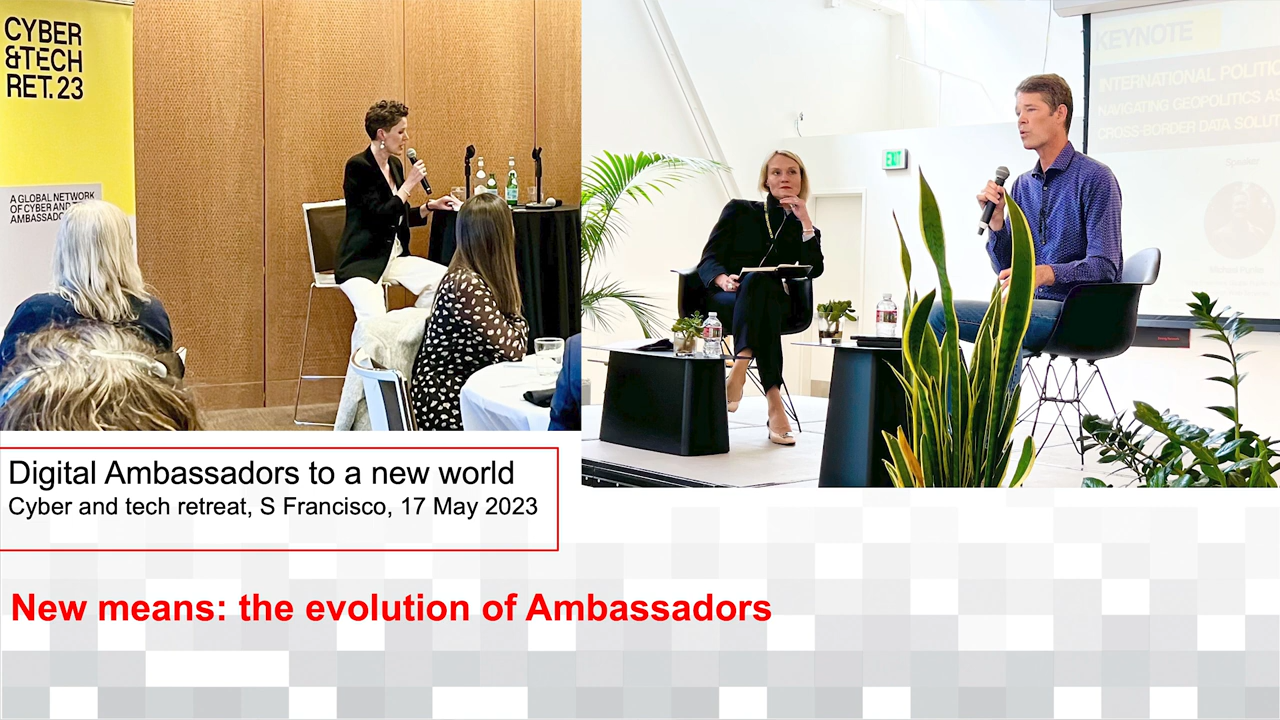 CYBER
&TECH
RET. 23
A GLOBAL NETWORK
OF CYBER AND
AMBASSADO
KEYNOTE
INTERNATIONAL POLITIC
NAVIGATING GEOPOLITICS AS
CROSS-BORDER DATA SOLUT
Speaker
EXIT
Digital Ambassadors to a new world
Cyber and tech retreat, S Francisco, 17 May 2023
New means: the evolution of Ambassadors